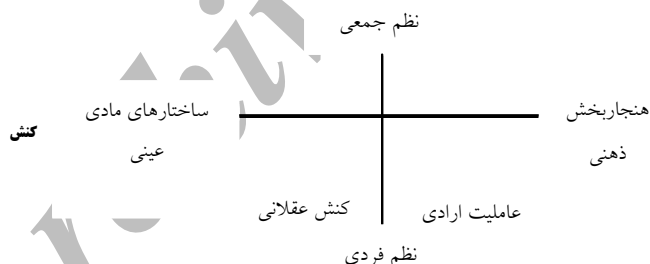 نظم جمعی
هنجاربخش
ساختارهای مادی
کنش
ذهنی
عینی
عاملیت ارادی
کنش عقلانی
نظم فردی